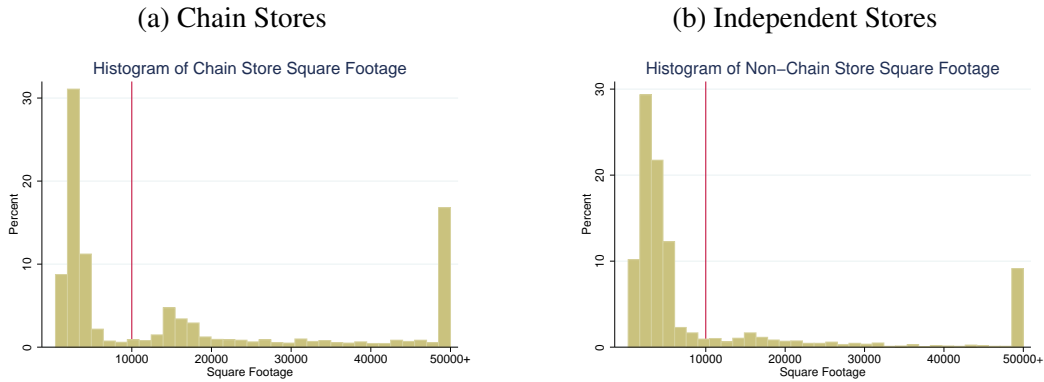 (a) Chain Stores
Histogram of Chain Store Square Footage
Percent
30
20
10
0
10000 20000 30000 40000 50000+
Square Footage
(b) Independent Stores
Histogram of Non−Chain Store Square Footage
Percent
30
20
10
0
10000 20000 30000 40000 50000+
Square Footage